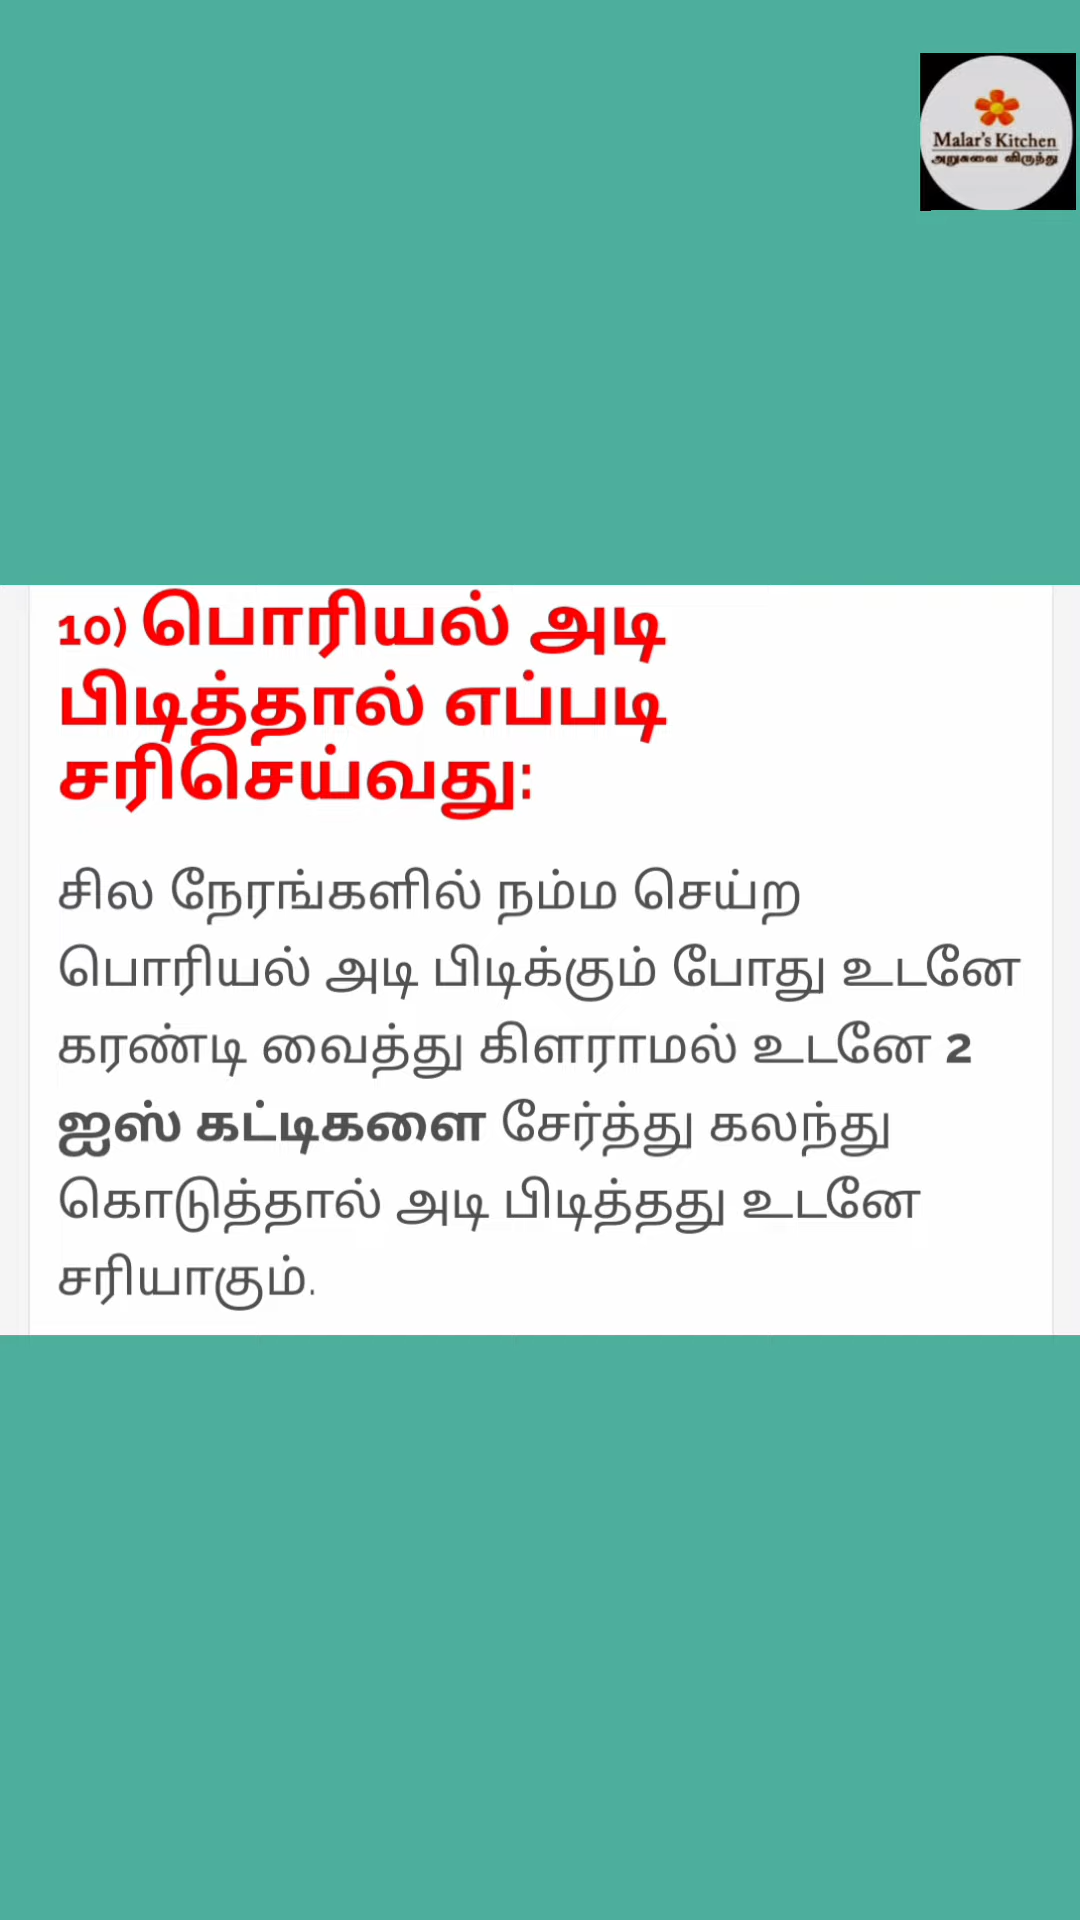 Malar's Kitchen
அறுசுவை விருந்து
10) பொரியல் அடி
பிடித்தால் எப்படி
சரிசெய்வது:
சில நேரங்களில் நம்ம செய்ற
பொரியல் அடி பிடிக்கும் போது உடனே
கரண்டி வைத்து கிளராமல் உடனே 2
ஐஸ் கட்டிகளை சேர்த்து கலந்து
கொடுத்தால் அடி பிடித்தது உடனே
சரியாகும்.